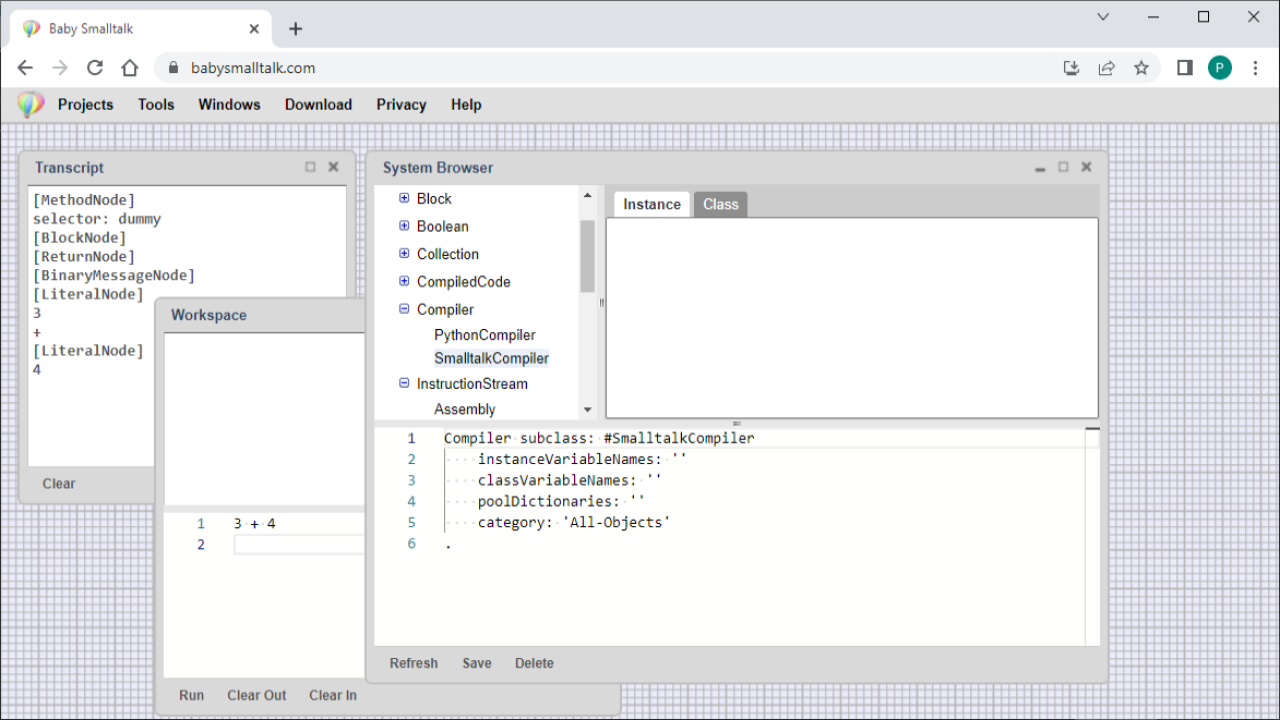 Baby Smalltalk
babysmalltalk.com
P
Projects Tools Windows Download Privacy Help
Transcript
[MethodNode]
selector: dummy
[BlockNode]
[ReturnNode]
[BinaryMessageNode]
[LiteralNode]
3
+
[LiteralNode]
4
Clear
Workspace
1 3 + 4
2
Run Clear Out Clear In
System Browser
Block
Boolean
Collection
CompiledCode
Compiler
PythonCompiler
SmalltalkCompiler
InstructionStream
Assembly
Instance Class
1 Compiler subclass: #SmalltalkCompiler
2 instanceVariableNames: ''
3 classVariableNames: ''
4 poolDictionaries: ''
5 category: 'All-Objects'
6 .
Refresh Save Delete